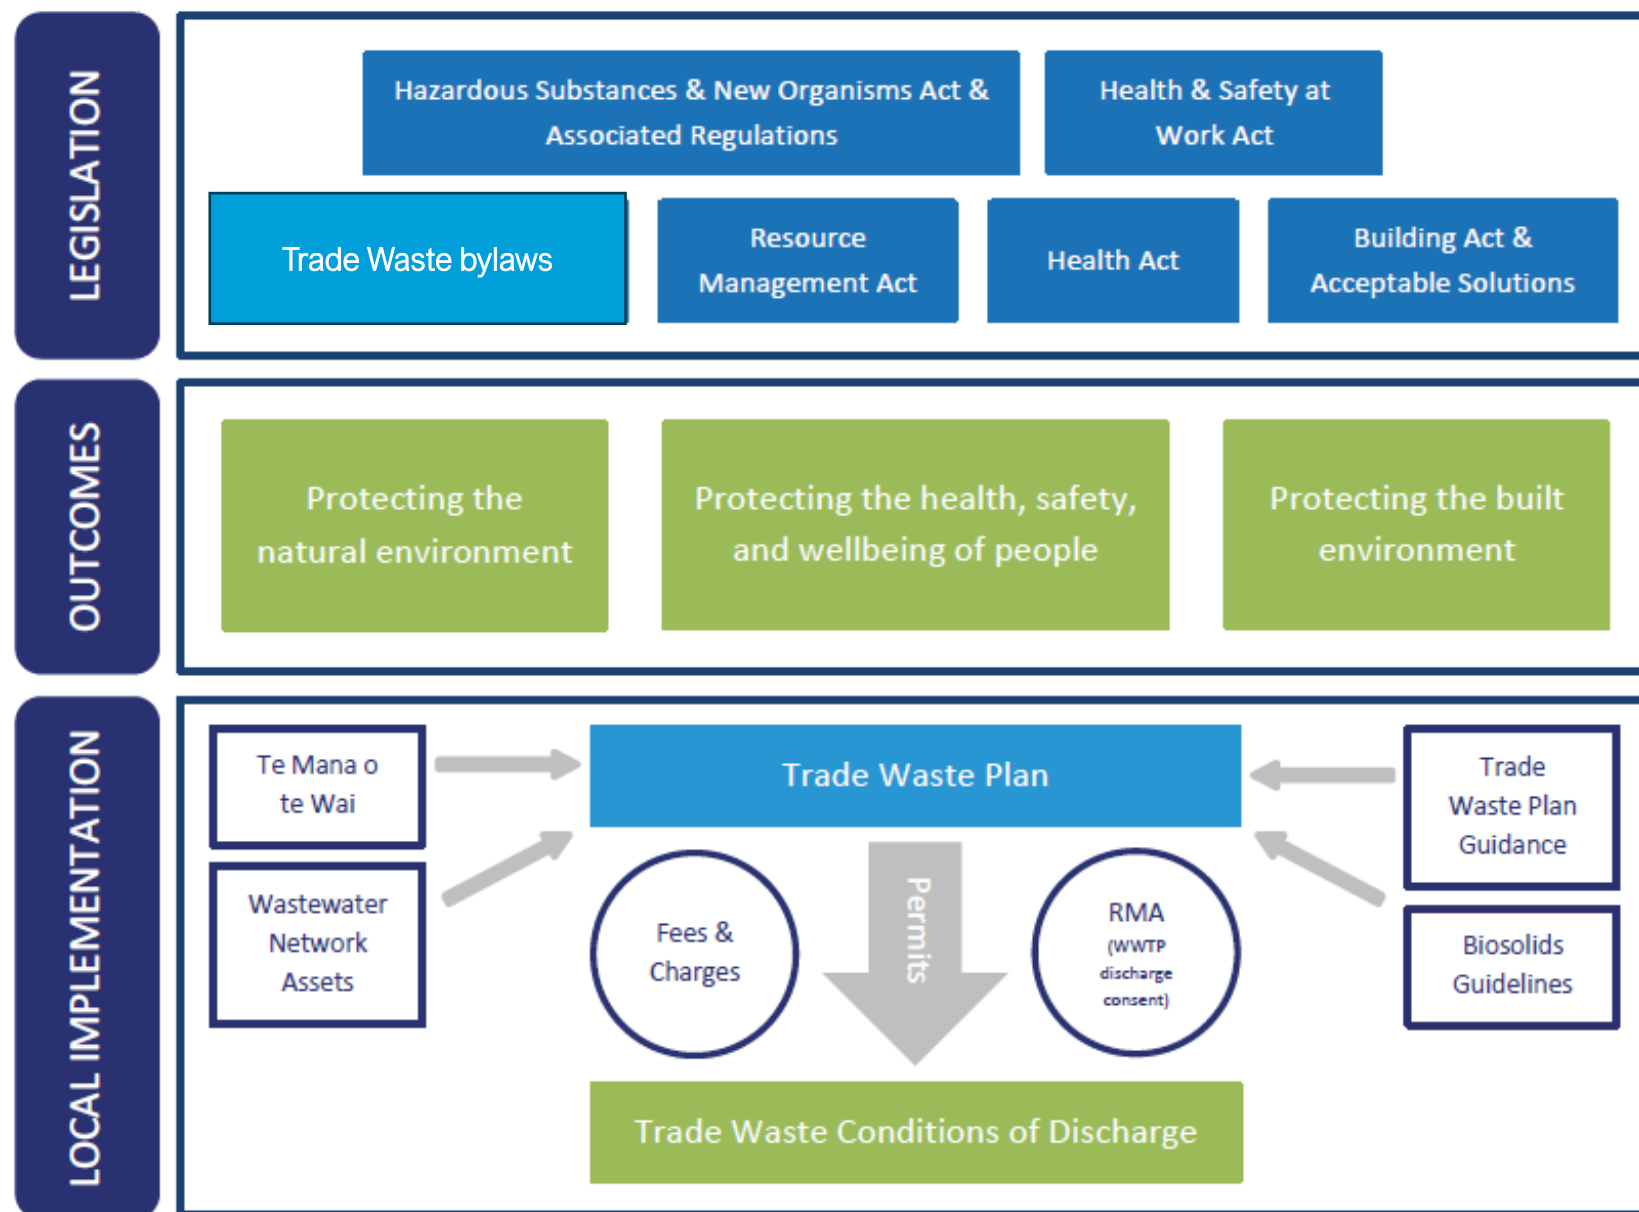 LEGISLATION
Hazardous Substances & New Organisms Act &
Associated Regulations
Health & Safety at
Work Act
Trade Waste bylaws
Resource
Management Act
Health Act
Building Act &
Acceptable Solutions
OUTCOMES
Protecting the
natural environment
Protecting the health, safety,
and wellbeing of people
Protecting the built
environment
LOCAL IMPLEMENTATION
Te Mana o
te Wai
Wastewater
Network
Assets
Trade Waste Plan
Fees &
Charges
Permits
RMA
(WWTP
discharge
consent)
Trade
Waste Plan
Guidance
Biosolids
Guidelines
Trade Waste Conditions of Discharge